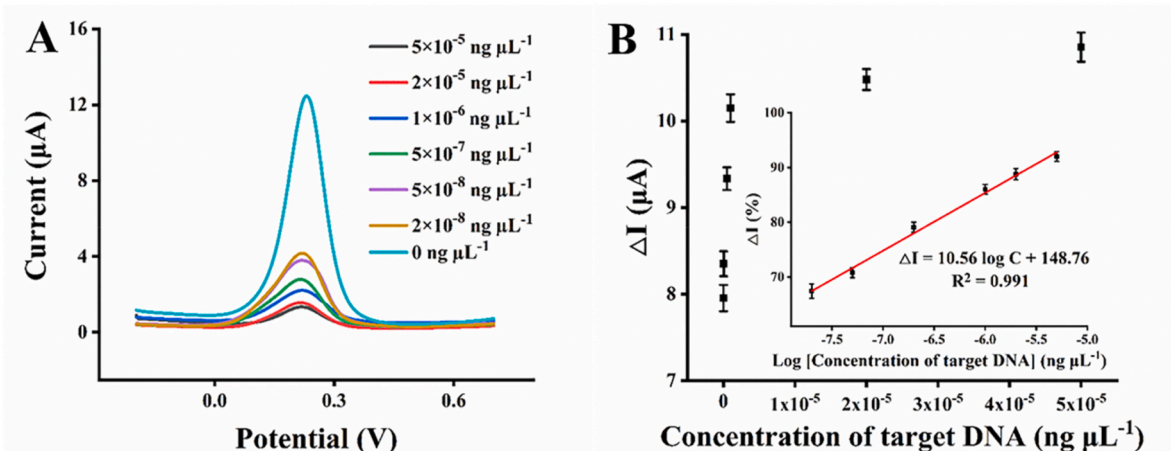 A
16
12
8
4
0
Current (μA)
0.0
0.3
0.6
Potential (V)
5×10⁻⁵ ng μL⁻¹
2×10⁻⁵ ng μL⁻¹
1×10⁻⁶ ng μL⁻¹
5×10⁻⁷ ng μL⁻¹
5×10⁻⁸ ng μL⁻¹
2×10⁻⁸ ng μL⁻¹
0 ng μL⁻¹
B
11
10
9
8
7
△I (μA)
0
1x10⁻⁵
2x10⁻⁵
3x10⁻⁵
4x10⁻⁵
5x10⁻⁵
Concentration of target DNA (ng μL⁻¹)
100
90
80
70
△I (%)
△I = 10.56 log C + 148.76
R² = 0.991
-7.5
-7.0
-6.5
-6.0
-5.5
-5.0
Log [Concentration of target DNA] (ng μL⁻¹)